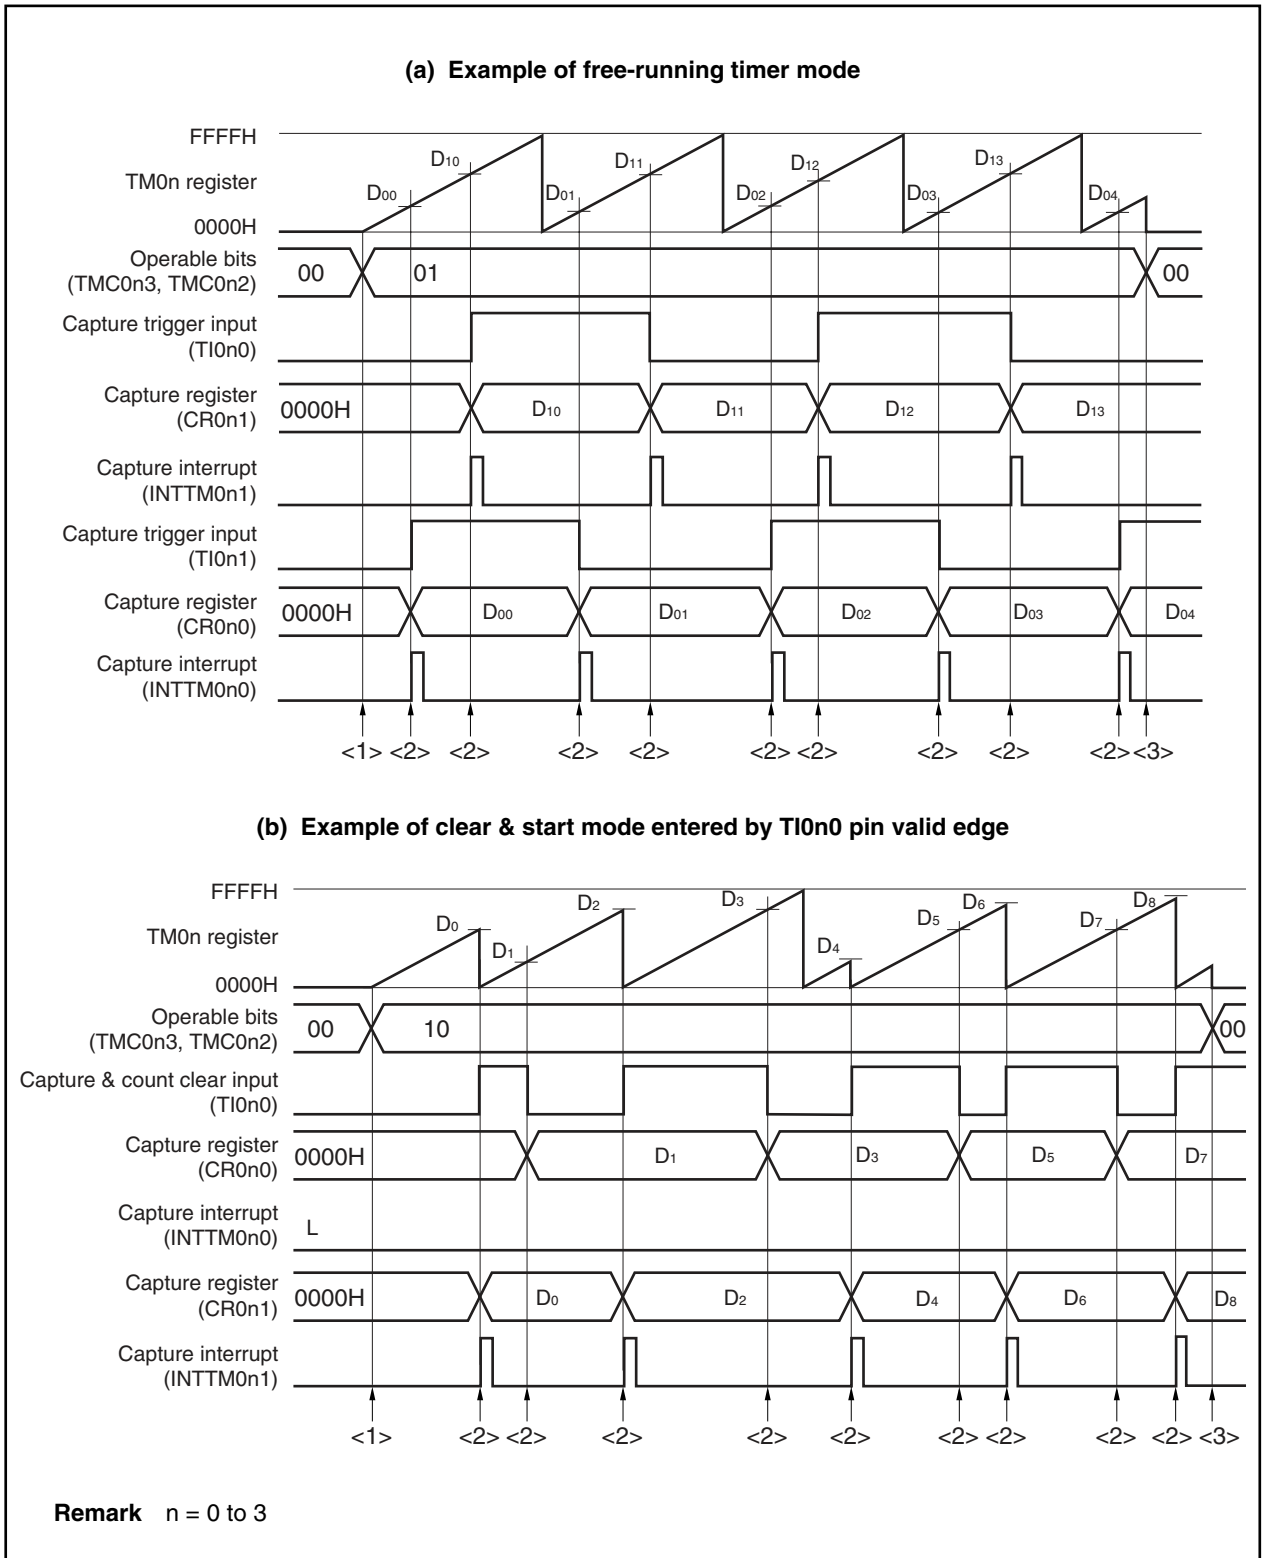 (a) Example of free-running timer mode
FFFFH
TM0n register
0000H
D10
D00
D11
D01
D12
D02
D13
D03
D04
Operable bits
(TMC0n3, TMC0n2)
00
01
00
Capture trigger input
(TI0n0)
Capture register
(CR0n1)
0000H
D10
D11
D12
D13
Capture interrupt
(INTTM0n1)
Capture trigger input
(TI0n1)
Capture register
(CR0n0)
0000H
D00
D01
D02
D03
D04
Capture interrupt
(INTTM0n0)
<1> <2> <2> <2> <2> <2> <2> <2> <2> <2> <3>
(b) Example of clear & start mode entered by TI0n0 pin valid edge
FFFFH
TM0n register
0000H
D0
D1
D2
D3
D4
D5
D6
D7
D8
Operable bits
(TMC0n3, TMC0n2)
00
10
00
Capture & count clear input
(TI0n0)
Capture register
(CR0n0)
0000H
D1
D3
D5
D7
Capture interrupt
(INTTM0n0)
L
Capture register
(CR0n1)
0000H
D0
D2
D4
D6
D8
Capture interrupt
(INTTM0n1)
<1> <2> <2> <2> <2> <2> <2> <2> <2> <2> <3>
Remark n = 0 to 3